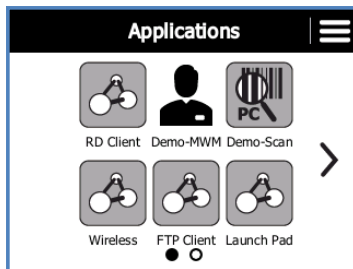 Applications
PC
RD Client Demo-MWM Demo-Scan
Wireless FTP Client Launch Pad